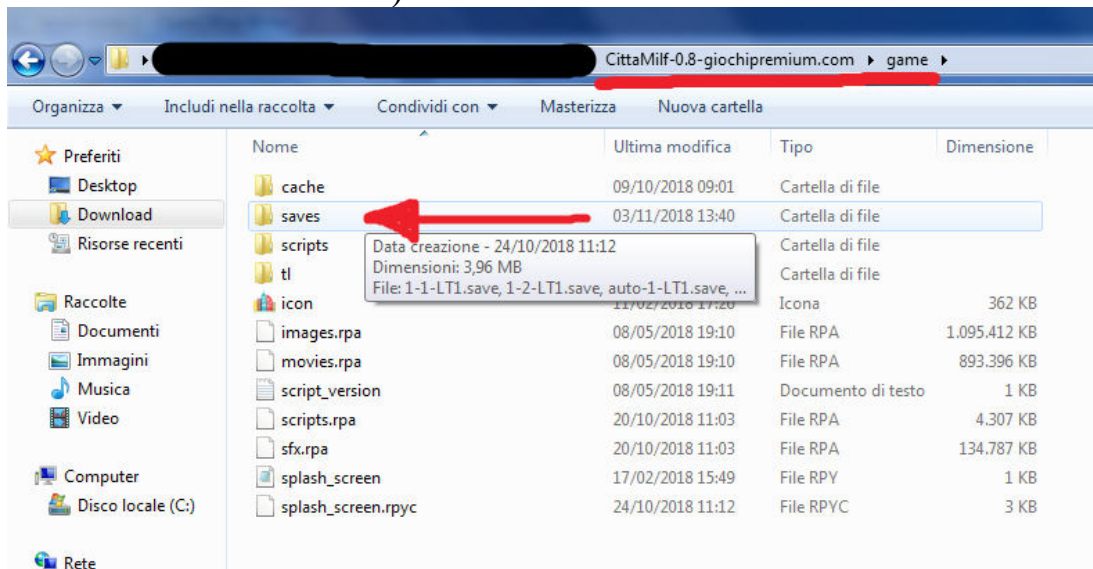 CittaMilf-0.8-giochipremium.com ▸ game ▸
Organizza Includi nella raccolta Condividi con Masterizza Nuova cartella
Preferiti
Desktop
Download
Risorse recenti
Raccolte
Documenti
Immagini
Musica
Video
Computer
Disco locale (C:)
Rete
Nome Ultima modifica Tipo Dimensione
cache 09/10/2018 09:01 Cartella di file
saves 03/11/2018 13:40 Cartella di file
scripts Cartella di file
tl Cartella di file
Data creazione - 24/10/2018 11:12
Dimensioni: 3,96 MB
File: 1-1-LT1.save, 1-2-LT1.save, auto-1-LT1.save, ...
icon 11/02/2018 17:20 Icona 362 KB
images.rpa 08/05/2018 19:10 File RPA 1.095.412 KB
movies.rpa 08/05/2018 19:10 File RPA 893.396 KB
script_version 08/05/2018 19:11 Documento di testo 1 KB
scripts.rpa 20/10/2018 11:03 File RPA 4.307 KB
sfx.rpa 20/10/2018 11:03 File RPA 134.787 KB
splash_screen 17/02/2018 15:49 File RPY 1 KB
splash_screen.rpyc 24/10/2018 11:12 File RPYC 3 KB